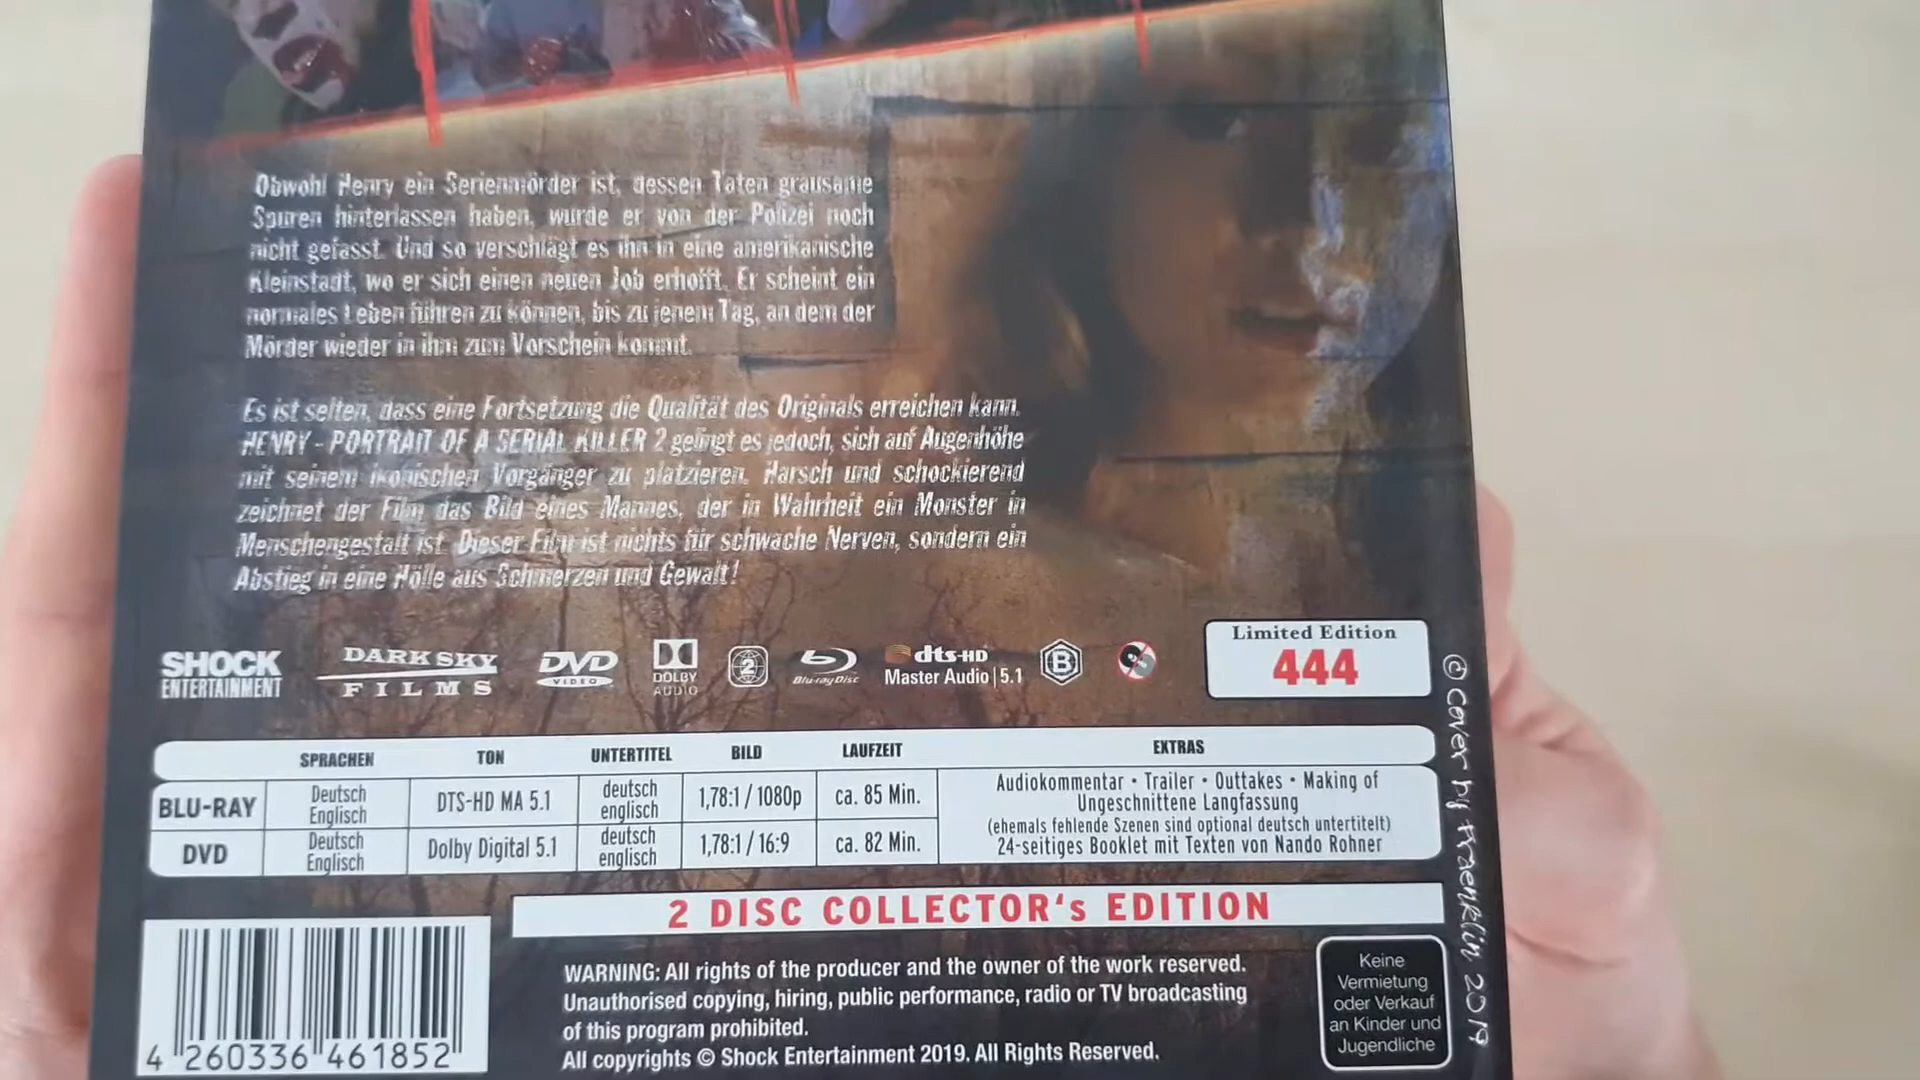 Obwohl Henry ein Serienmörder ist, dessen Taten grausame
Spuren hinterlassen haben, wurde er von der Polizei noch
nicht gefasst. Und so verschlägt es ihn in eine amerikanische
Kleinstadt, wo er sich einen neuen Job erhofft. Er scheint ein
normales Leben führen zu können, bis zu jenem Tag, an dem der
Mörder wieder in ihm zum Vorschein kommt.
Es ist selten, dass eine Fortsetzung die Qualität des Originals erreichen kann.
HENRY - PORTRAIT OF A SERIAL KILLER 2 gelingt es jedoch, sich auf Augenhöhe
mit seinem ikonischen Vorgänger zu platzieren. Harsch und schockierend
zeichnet der Film das Bild eines Mannes, der in Wahrheit ein Monster in
Menschengestalt ist. Dieser Film ist nichts für schwache Nerven, sondern ein
Abstieg in eine Hölle aus Schmerzen und Gewalt!
SHOCK
ENTERTAINMENT
DARK SKY
FILMS
DVD
VIDEO
DOLBY
AUDIO
2
Blu-ray Disc
dts-HD
Master Audio | 5.1
B
Limited Edition
444
© cover by Kraenklin 2019
SPRACHEN TON UNTERTITEL BILD LAUFZEIT EXTRAS
BLU-RAY
Deutsch
Englisch
DTS-HD MA 5.1
deutsch
englisch
1,78:1 / 1080p
ca. 85 Min.
DVD
Deutsch
Englisch
Dolby Digital 5.1
deutsch
englisch
1,78:1 / 16:9
ca. 82 Min.
Audiokommentar • Trailer • Outtakes • Making of
Ungeschnittene Langfassung
(ehemals fehlende Szenen sind optional deutsch untertitelt)
24-seitiges Booklet mit Texten von Nando Rohner
2 DISC COLLECTOR's EDITION
4 260336 461852
WARNING: All rights of the producer and the owner of the work reserved.
Unauthorised copying, hiring, public performance, radio or TV broadcasting
of this program prohibited.
All copyrights © Shock Entertainment 2019. All Rights Reserved.
Keine
Vermietung
oder Verkauf
an Kinder und
Jugendliche